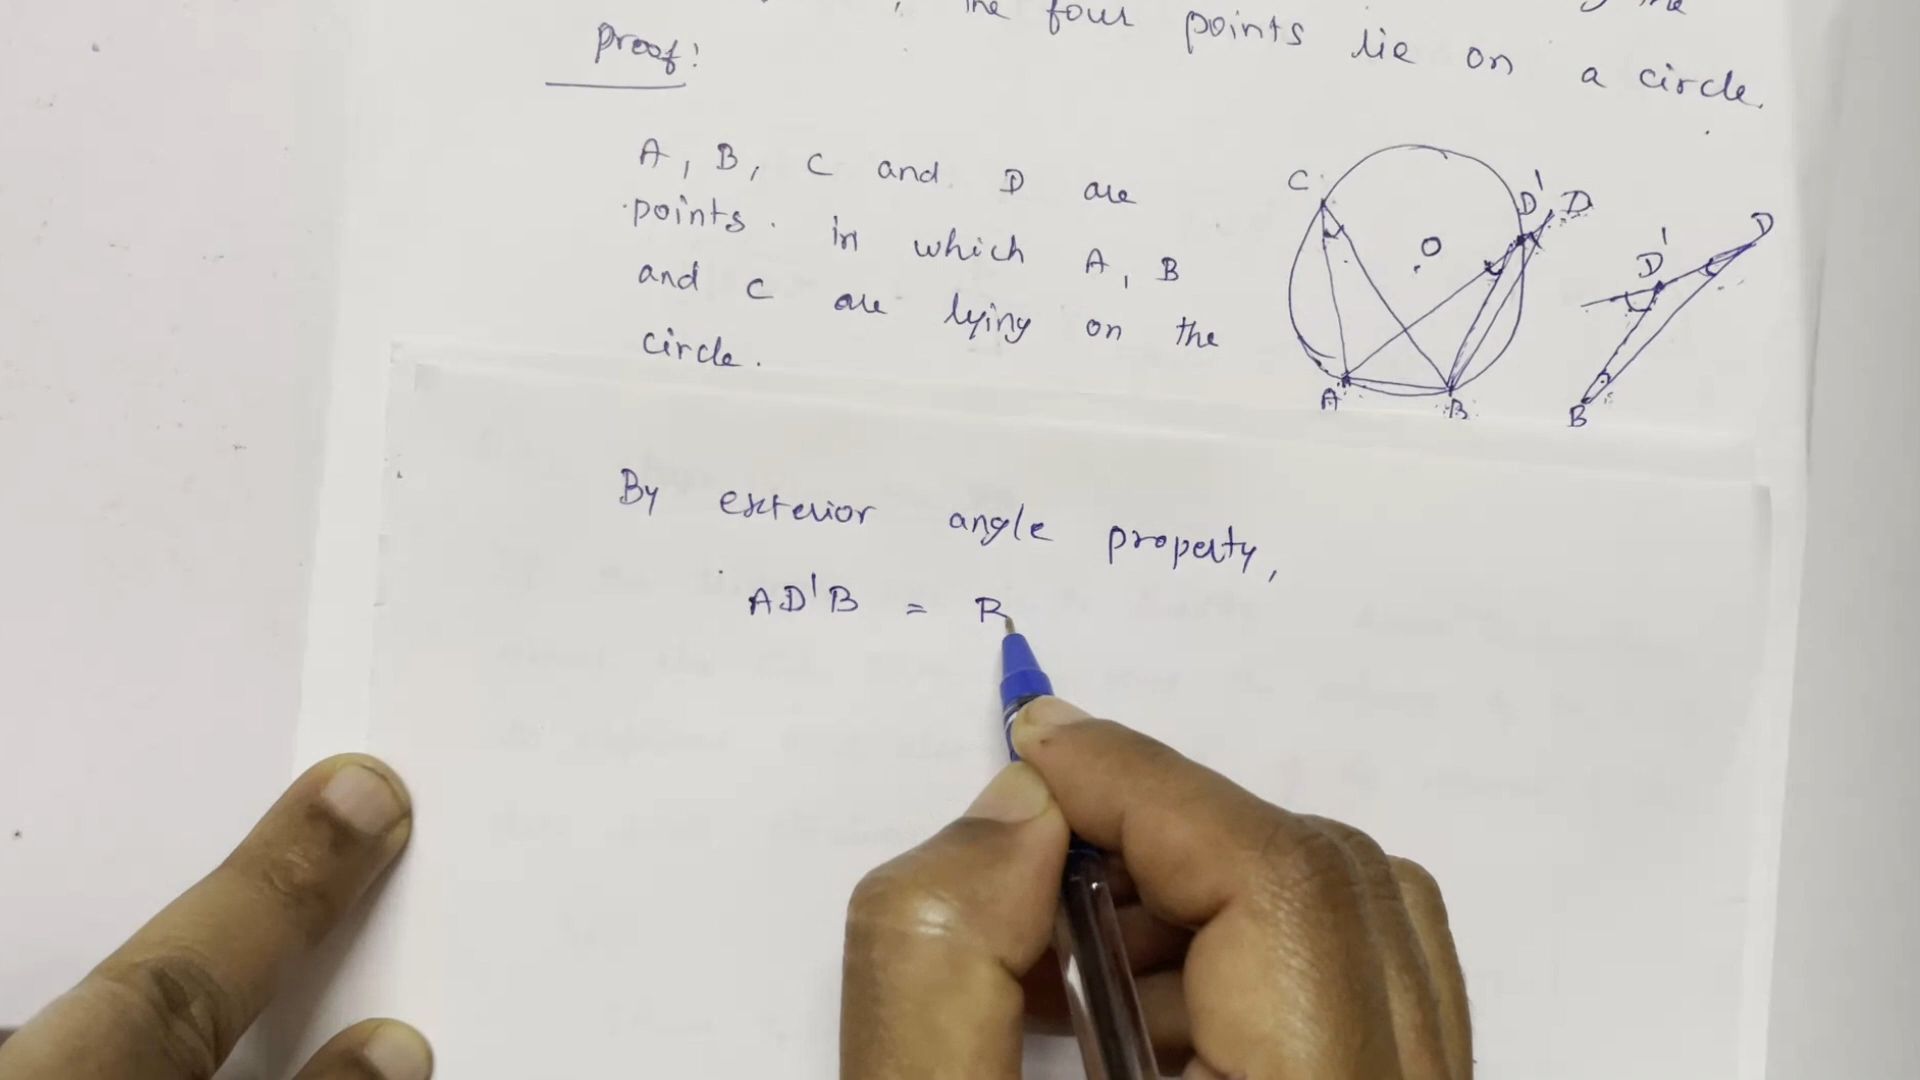 the four points lie on a circle.
Proof:
A, B, C and D are
points. in which A, B
and C are lying on the
circle.
C
D'
D
O
A
B
D
D'
B
By exterior angle property,
AD'B =